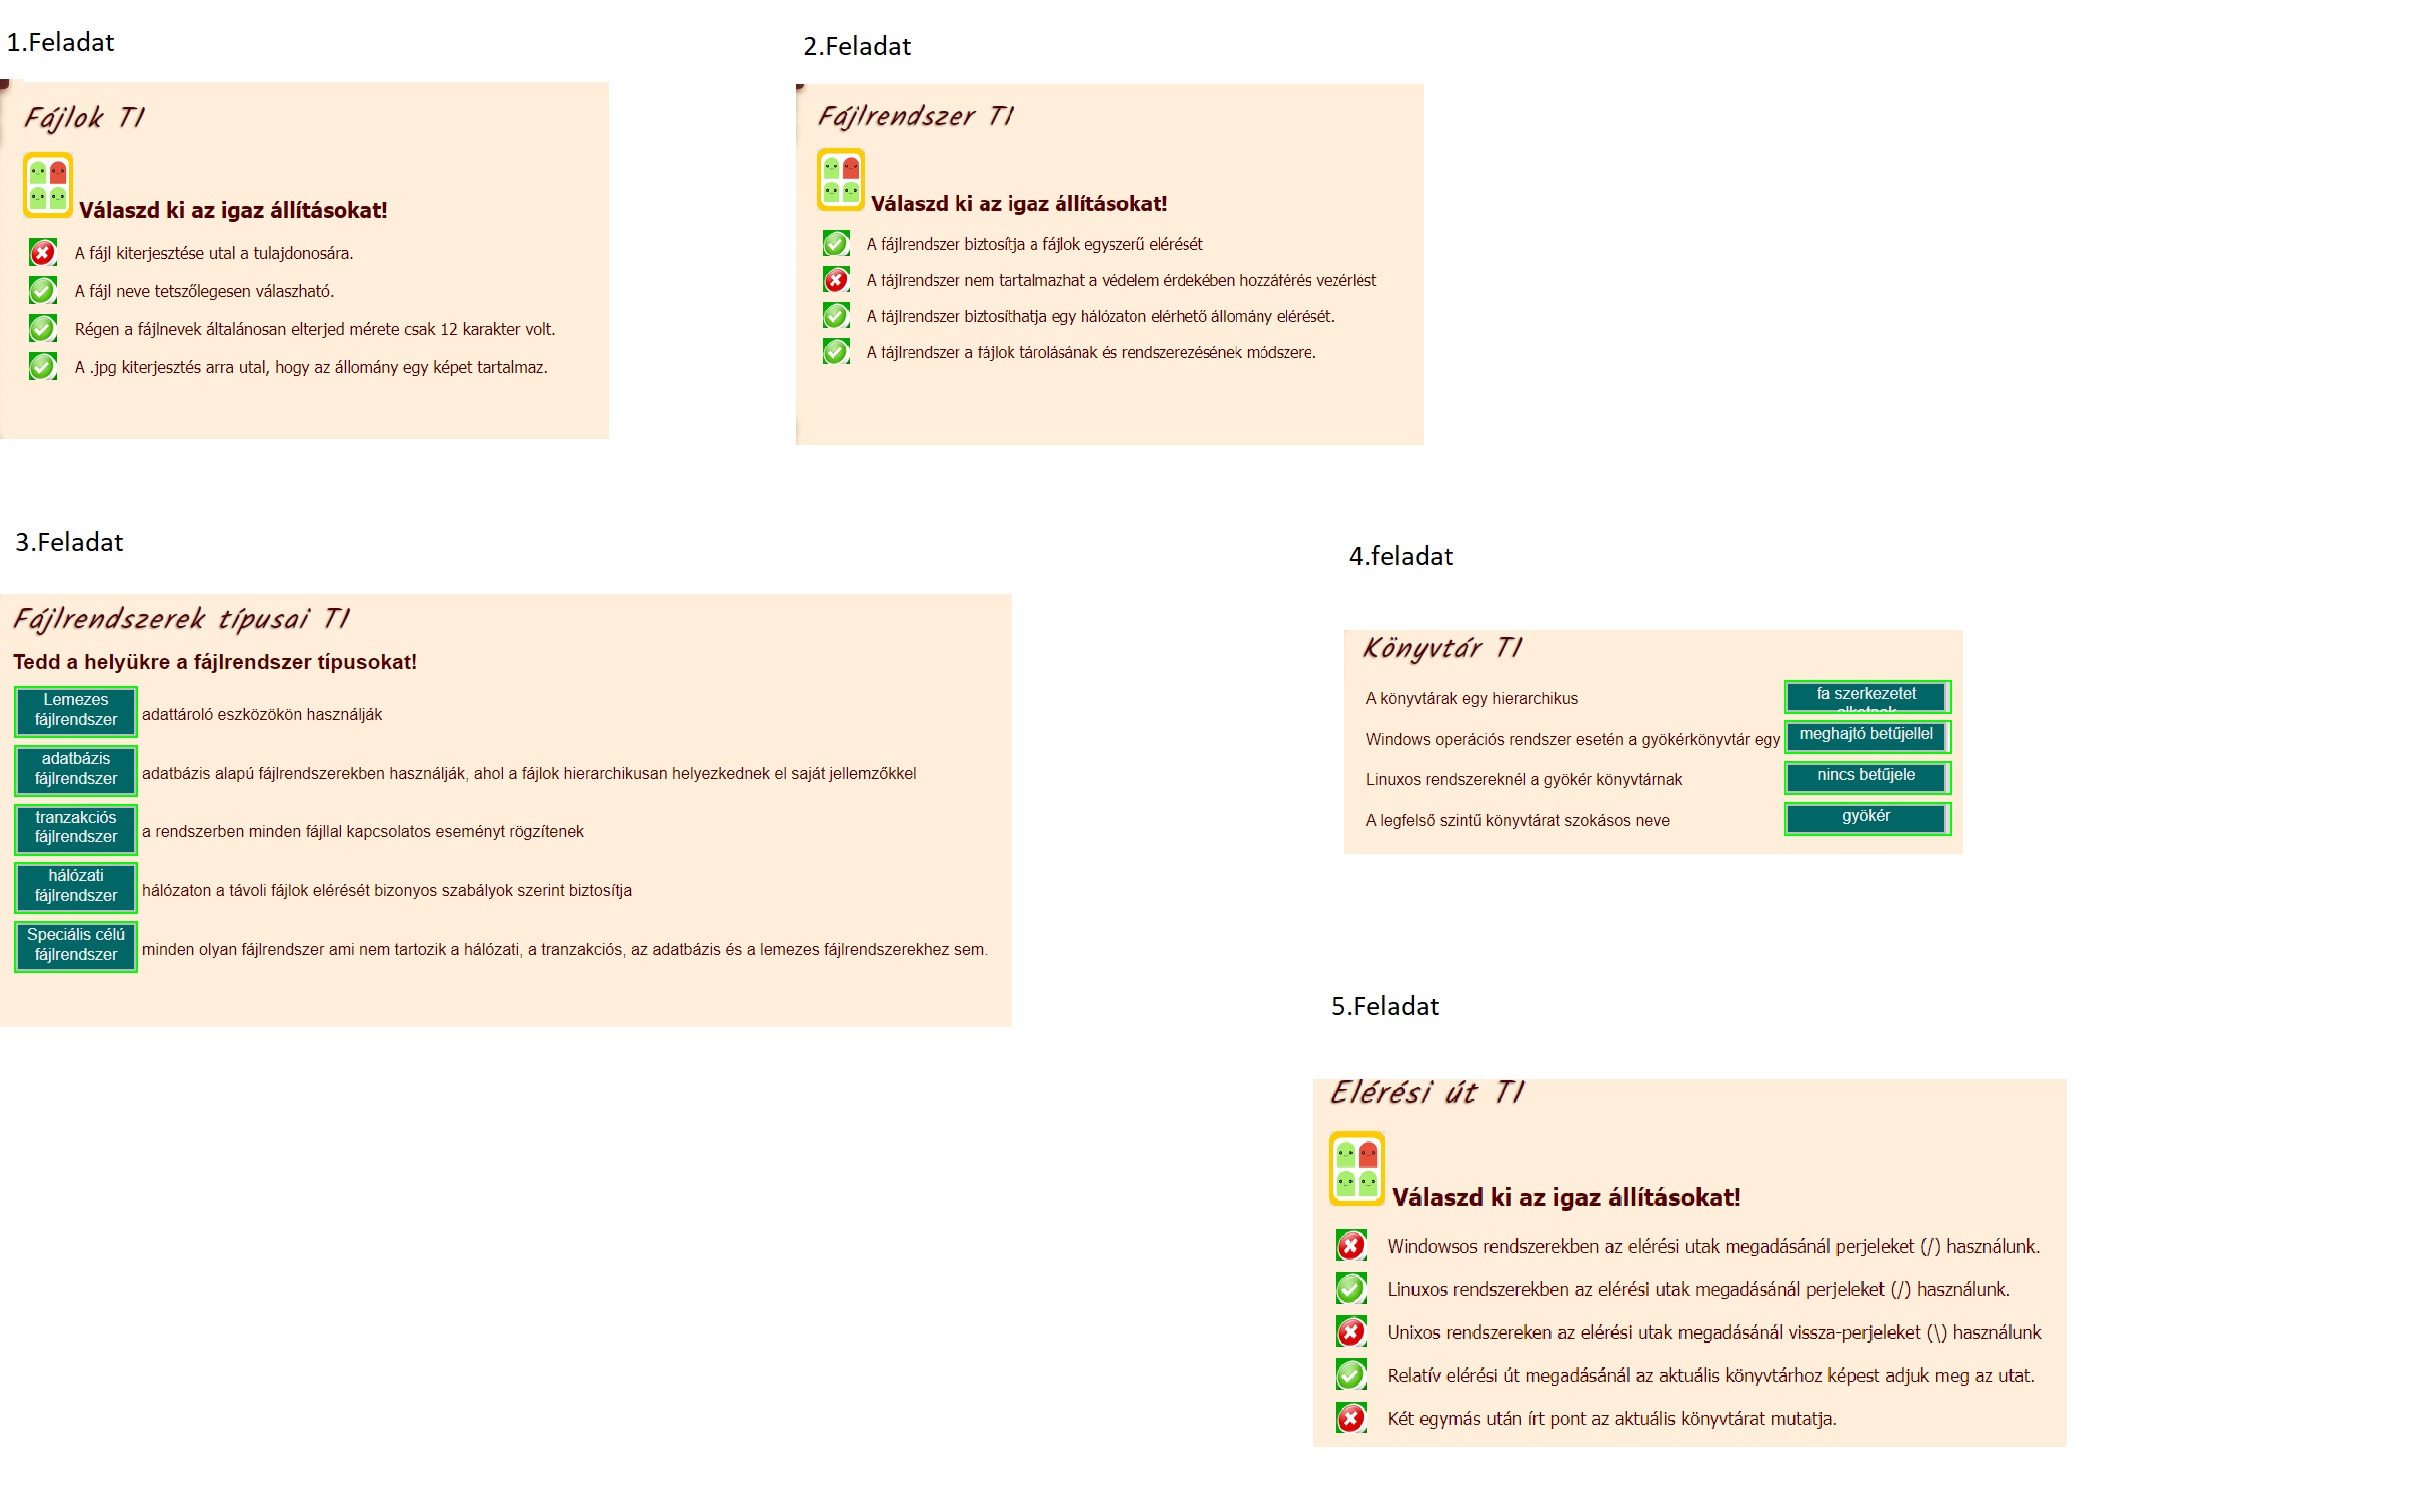 1.Feladat
Fájlok TI
Válaszd ki az igaz állításokat!
A fájl kiterjesztése utal a tulajdonosára.
A fájl neve tetszőlegesen válaszható.
Régen a fájlnevek általánosan elterjed mérete csak 12 karakter volt.
A .jpg kiterjesztés arra utal, hogy az állomány egy képet tartalmaz.
2.Feladat
Fájlrendszer TI
Válaszd ki az igaz állításokat!
A fájlrendszer biztosítja a fájlok egyszerű elérését
A fájlrendszer nem tartalmazhat a védelem érdekében hozzáférés vezérlést
A fájlrendszer biztosíthatja egy hálózaton elérhető állomány elérését.
A fájlrendszer a fájlok tárolásának és rendszerezésének módszere.
3.Feladat
Fájlrendszerek típusai TI
Tedd a helyükre a fájlrendszer típusokat!
Lemezes
fájlrendszer
adattároló eszközökön használják
adatbázis
fájlrendszer
adatbázis alapú fájlrendszerekben használják, ahol a fájlok hierarchikusan helyezkednek el saját jellemzőkkel
tranzakciós
fájlrendszer
a rendszerben minden fájllal kapcsolatos eseményt rögzítenek
hálózati
fájlrendszer
hálózaton a távoli fájlok elérését bizonyos szabályok szerint biztosítja
Speciális célú
fájlrendszer
minden olyan fájlrendszer ami nem tartozik a hálózati, a tranzakciós, az adatbázis és a lemezes fájlrendszerekhez sem.
4.feladat
Könyvtár TI
A könyvtárak egy hierarchikus fa szerkezetet
Windows operációs rendszer esetén a gyökérkönyvtár egy meghajtó betűjellel
Linuxos rendszereknél a gyökér könyvtárnak nincs betűjele
A legfelső szintű könyvtárat szokásos neve gyökér
5.Feladat
Elérési út TI
Válaszd ki az igaz állításokat!
Windowsos rendszerekben az elérési utak megadásánál perjeleket (/) használunk.
Linuxos rendszerekben az elérési utak megadásánál perjeleket (/) használunk.
Unixos rendszereken az elérési utak megadásánál vissza-perjeleket (\) használunk
Relatív elérési út megadásánál az aktuális könyvtárhoz képest adjuk meg az utat.
Két egymás után írt pont az aktuális könyvtárat mutatja.